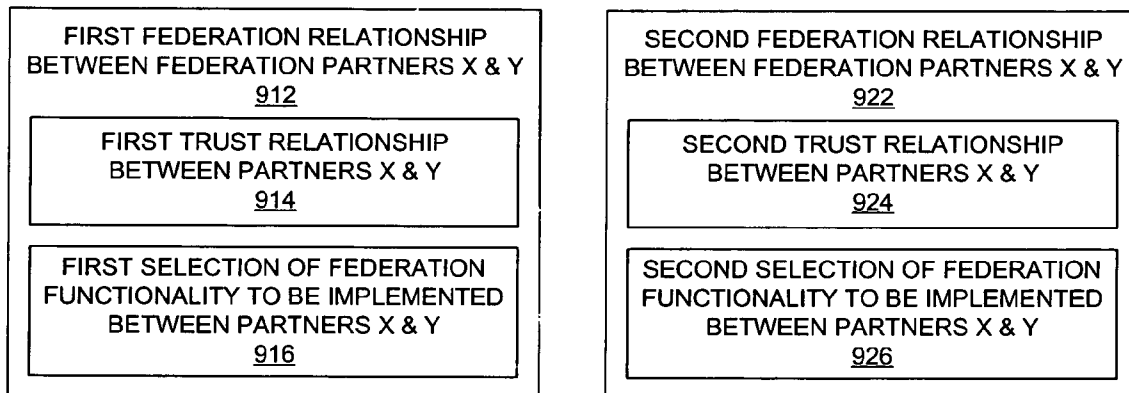 FIRST FEDERATION RELATIONSHIP
BETWEEN FEDERATION PARTNERS X & Y
912
FIRST TRUST RELATIONSHIP
BETWEEN PARTNERS X & Y
914
FIRST SELECTION OF FEDERATION
FUNCTIONALITY TO BE IMPLEMENTED
BETWEEN PARTNERS X & Y
916
SECOND FEDERATION RELATIONSHIP
BETWEEN FEDERATION PARTNERS X & Y
922
SECOND TRUST RELATIONSHIP
BETWEEN PARTNERS X & Y
924
SECOND SELECTION OF FEDERATION
FUNCTIONALITY TO BE IMPLEMENTED
BETWEEN PARTNERS X & Y
926